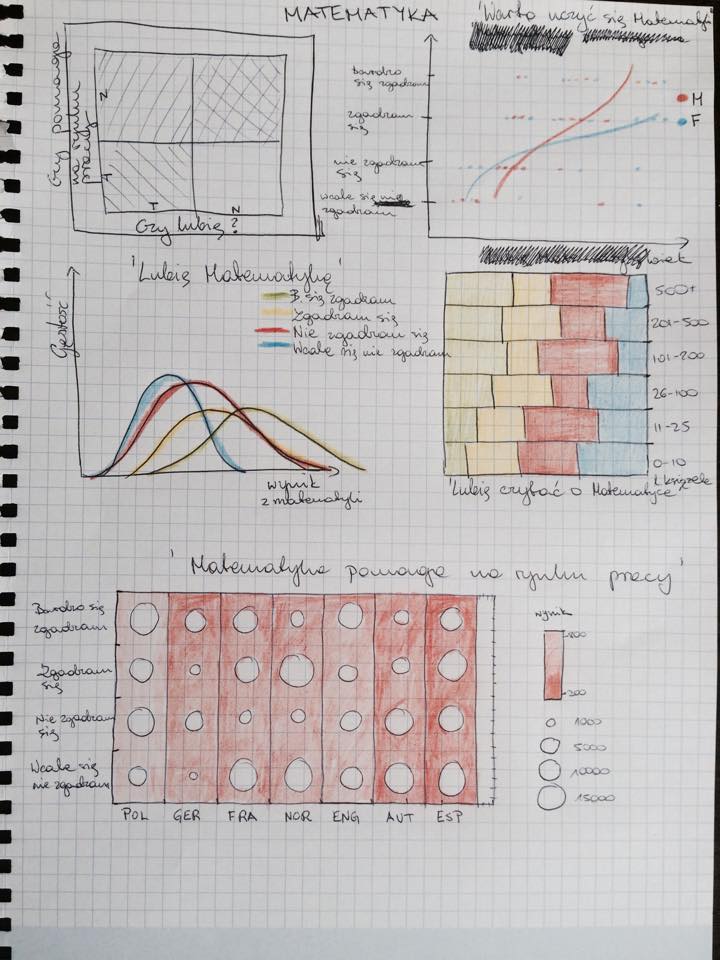 MATEMATYKA
'Warto uczyć się Matematyki'
Czy pomaga
na rynku
pracy
N
T
T
N
Czy lubię?
bardzo
się zgadzam
zgadzam
się
nie zgadzam
się
wcale się nie
zgadzam
M
F
'Lubię Matematykę'
B. się zgadzam
Zgadzam się
Nie zgadzam się
Wcale się nie zgadzam
Gęstość
wynik
z matematyki
500+
201-500
101-200
26-100
11-25
0-10
L. książek
'Lubię czytać o Matematyce'
'Matematyka pomaga na rynku pracy'
Bardzo się
zgadzam
Zgadzam
się
Nie zgadzam
się
Wcale się
nie zgadzam
POL GER FRA NOR ENG AUT ESP
wynik
200
1000
5000
10000
15000